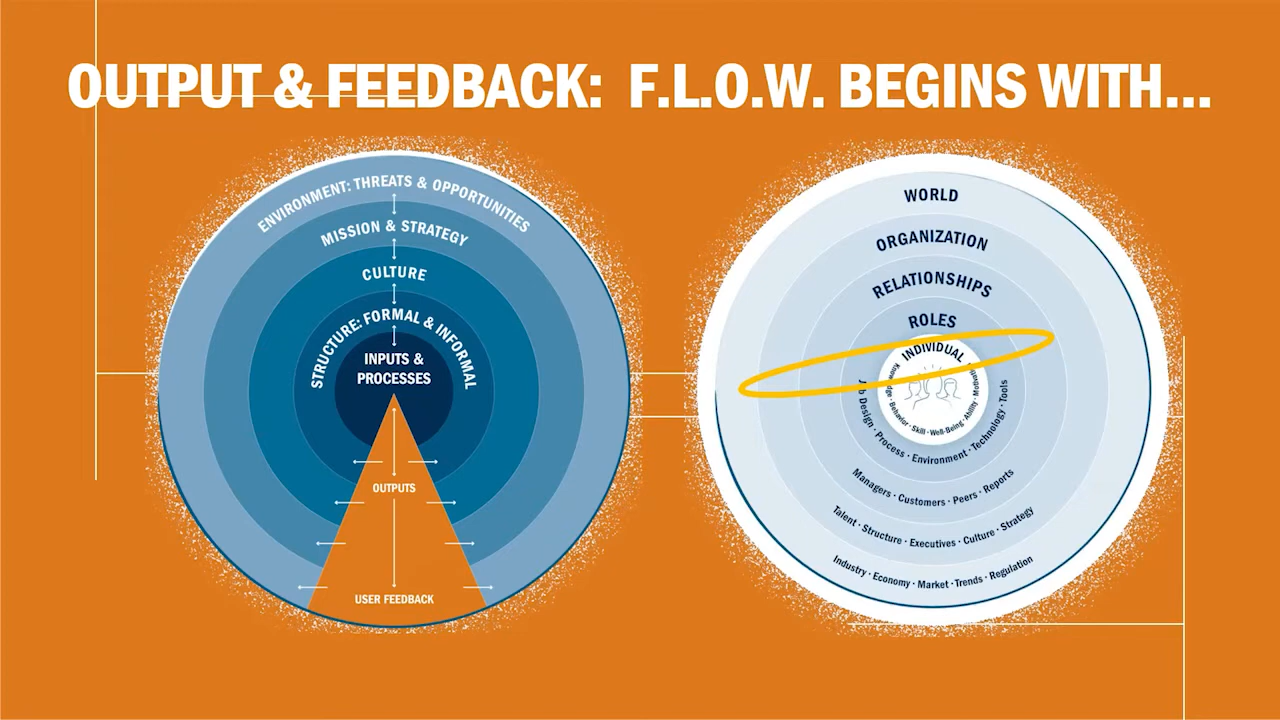 OUTPUT & FEEDBACK: F.L.O.W. BEGINS WITH...
ENVIRONMENT: THREATS & OPPORTUNITIES
MISSION & STRATEGY
CULTURE
STRUCTURE: FORMAL & INFORMAL
INPUTS &
PROCESSES
OUTPUTS
USER FEEDBACK
WORLD
ORGANIZATION
RELATIONSHIPS
ROLES
INDIVIDUAL
Behavior · Skill · Well-Being · Ability
Design · Process · Environment · Technology · Tools
Managers · Customers · Peers · Reports
Talent · Structure · Executives · Culture · Strategy
Industry · Economy · Market · Trends · Regulation